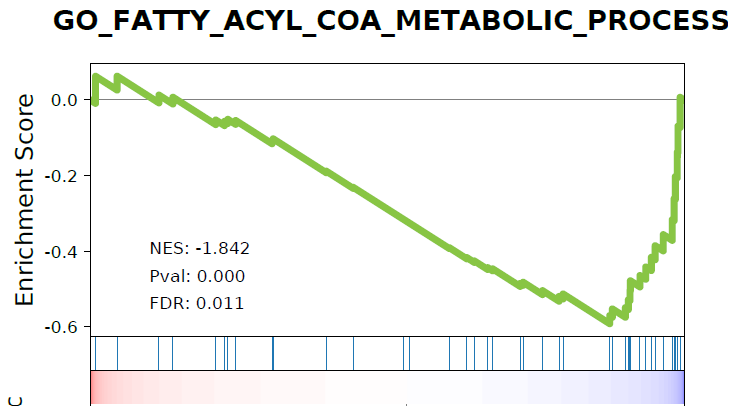 GO_FATTY_ACYL_COA_METABOLIC_PROCESS
Enrichment Score
0.0
-0.2
-0.4
-0.6
NES: -1.842
Pval: 0.000
FDR: 0.011